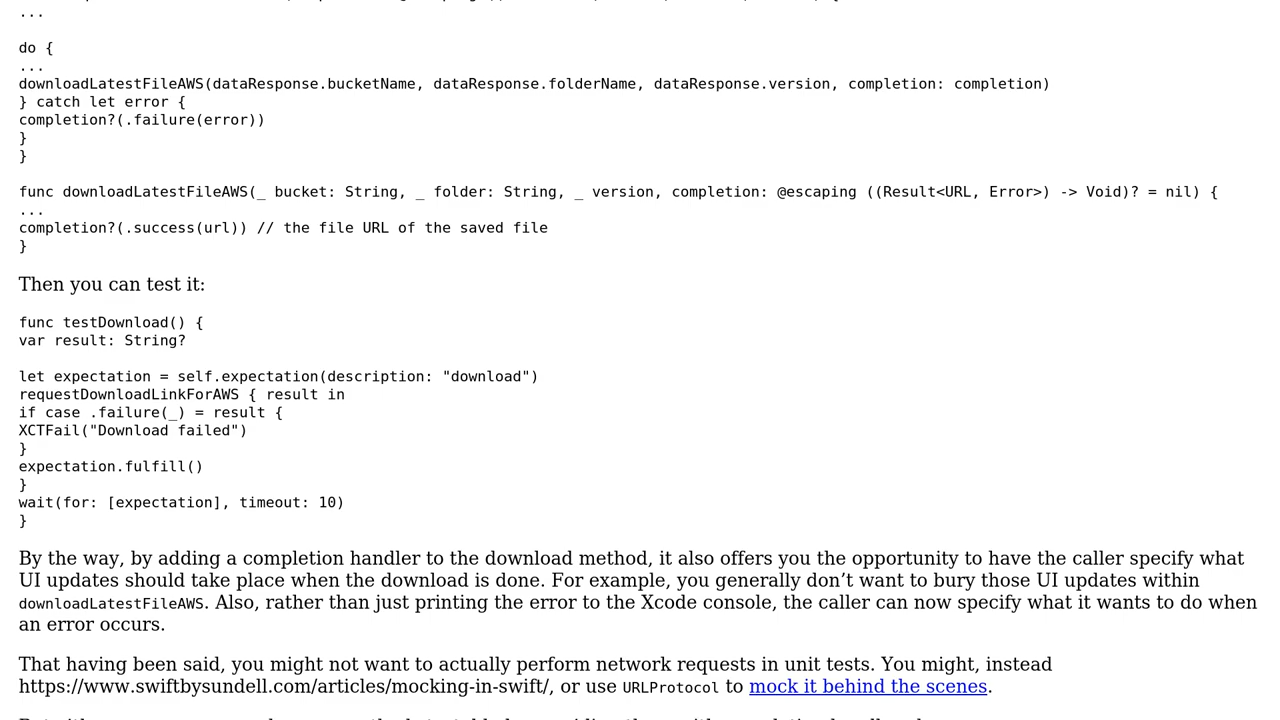 ...
do {
...
downloadLatestFileAWS(dataResponse.bucketName, dataResponse.folderName, dataResponse.version, completion: completion)
} catch let error {
completion?(.failure(error))
}
}
func downloadLatestFileAWS(_ bucket: String, _ folder: String, _ version, completion: @escaping ((Result<URL, Error>) -> Void)? = nil) {
...
completion?(.success(url)) // the file URL of the saved file
}
Then you can test it:
func testDownload() {
var result: String?
let expectation = self.expectation(description: "download")
requestDownloadLinkForAWS { result in
if case .failure(_) = result {
XCTFail("Download failed")
}
expectation.fulfill()
}
wait(for: [expectation], timeout: 10)
}
By the way, by adding a completion handler to the download method, it also offers you the opportunity to have the caller specify what
UI updates should take place when the download is done. For example, you generally don’t want to bury those UI updates within
downloadLatestFileAWS. Also, rather than just printing the error to the Xcode console, the caller can now specify what it wants to do when
an error occurs.
That having been said, you might not want to actually perform network requests in unit tests. You might, instead
https://www.swiftbysundell.com/articles/mocking-in-swift/, or use URLProtocol to mock it behind the scenes.